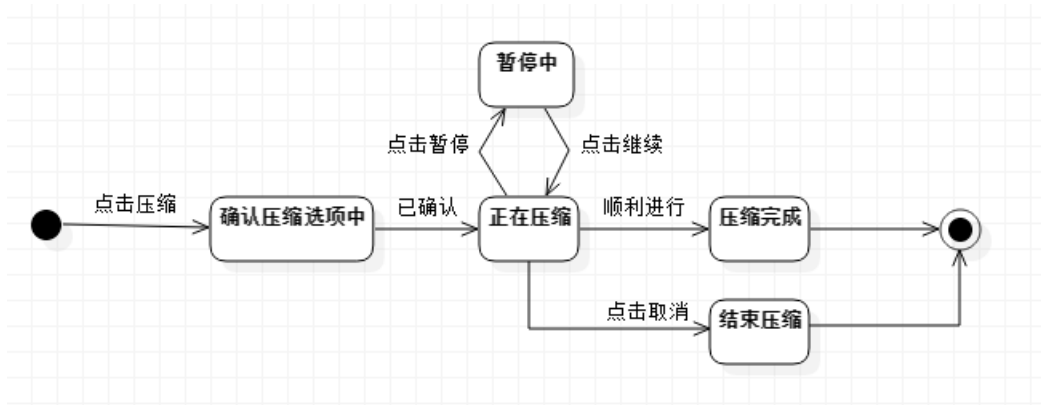 暂停中
点击暂停
点击继续
点击压缩
确认压缩选项中
已确认
正在压缩
顺利进行
压缩完成
点击取消
结束压缩